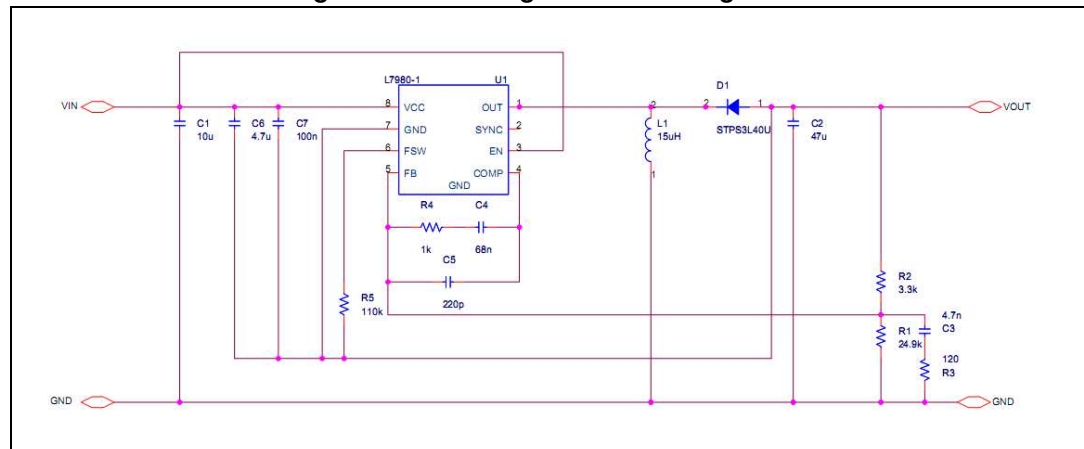 L7980-1 U1
D1
VIN
8 VCC OUT 1
2 2 1
VOUT
C1
10u
C6
4.7u
C7
100n
7 GND SYNC 2
L1
15uH
STPS3L40U
C2
47u
6 FSW EN 3
5 FB COMP 4
GND
1
R4 C4
1k 68n
C5
220p
R5
110k
R2
3.3k
4.7n
C3
R1
24.9k
120
R3
GND GND